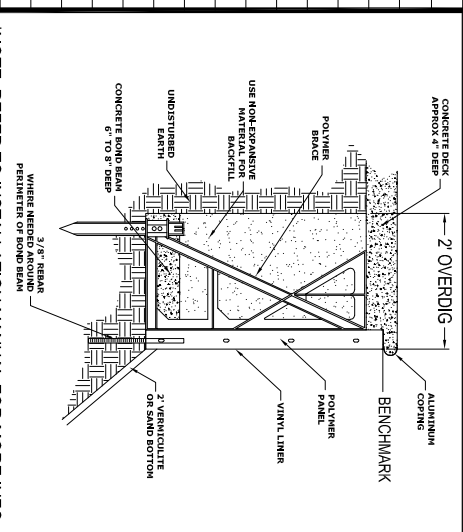 CONCRETE DECK
APPROX 4" DEEP
2' OVERDIG
ALUMINUM
COPING
BENCHMARK
POLYMER
BRACE
USE NON-EXPANSIVE
MATERIAL FOR
BACKFILL
UNDISTURBED
EARTH
CONCRETE BOND BEAM
6" TO 8" DEEP
POLYMER
PANEL
VINYL LINER
2' VERMICULITE
OR SAND BOTTOM
3/8" REBAR
WHERE NEEDED AROUND
PERIMETER OF BOND BEAM